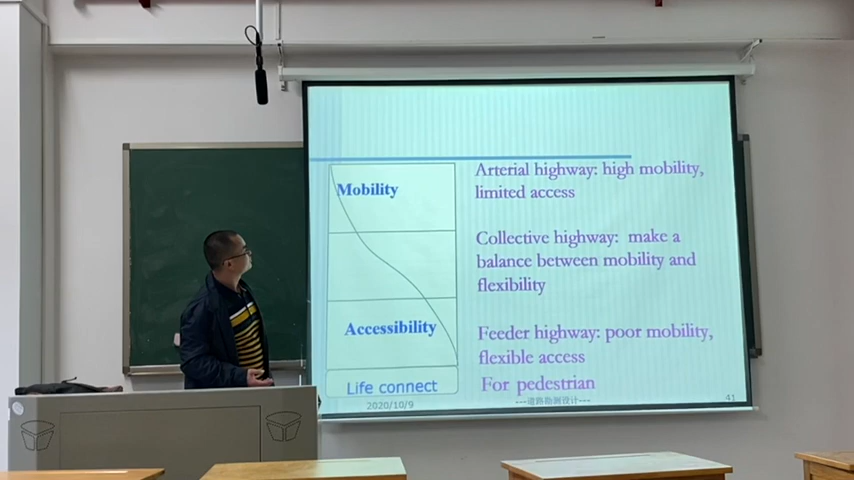 Mobility
Accessibility
Life connect
Arterial highway: high mobility,
limited access
Collective highway: make a
balance between mobility and
flexibility
Feeder highway: poor mobility,
flexible access
For pedestrian
2020/10/9
---道路勘测设计---
41